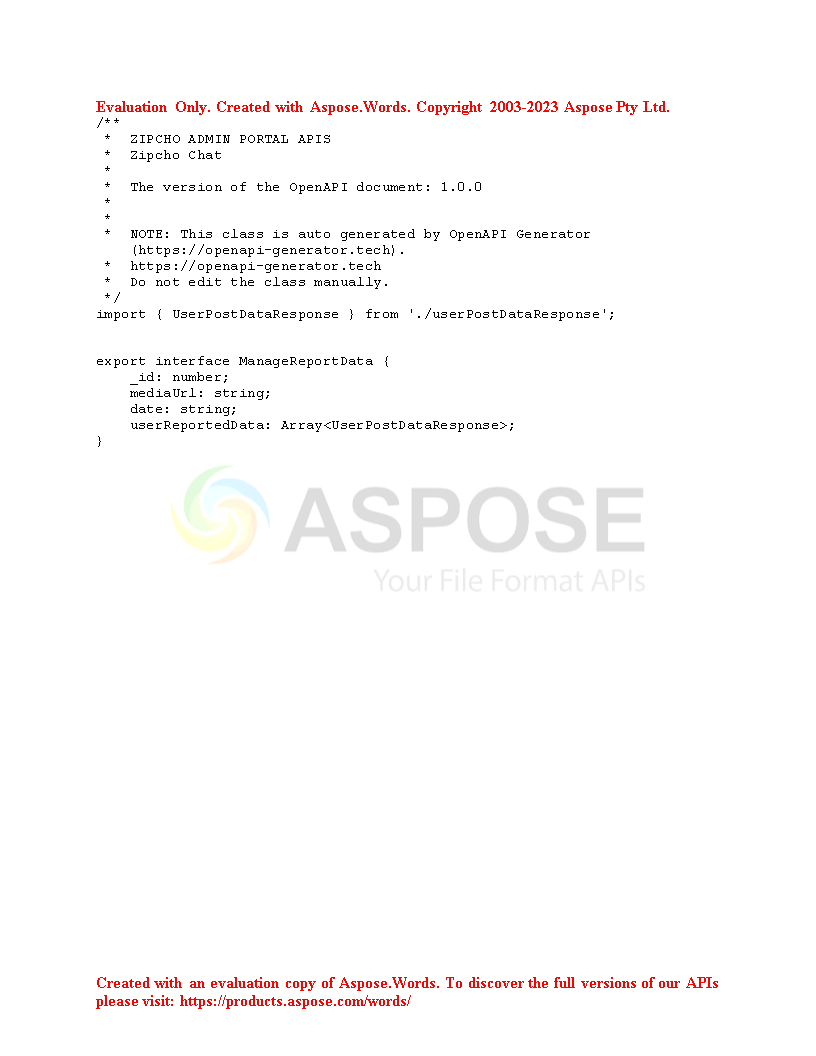 Evaluation Only. Created with Aspose.Words. Copyright 2003-2023 Aspose Pty Ltd.
/**
 *  ZIPCHO ADMIN PORTAL APIS
 *  Zipcho Chat
 *
 *  The version of the OpenAPI document: 1.0.0
 *
 *
 *  NOTE: This class is auto generated by OpenAPI Generator
    (https://openapi-generator.tech).
 *  https://openapi-generator.tech
 *  Do not edit the class manually.
 */
import { UserPostDataResponse } from './userPostDataResponse';
export interface ManageReportData {
    _id: number;
    mediaUrl: string;
    date: string;
    userReportedData: Array<UserPostDataResponse>;
}
ASPOSE
Your File Format APIs
Created with an evaluation copy of Aspose.Words. To discover the full versions of our APIs
please visit: https://products.aspose.com/words/